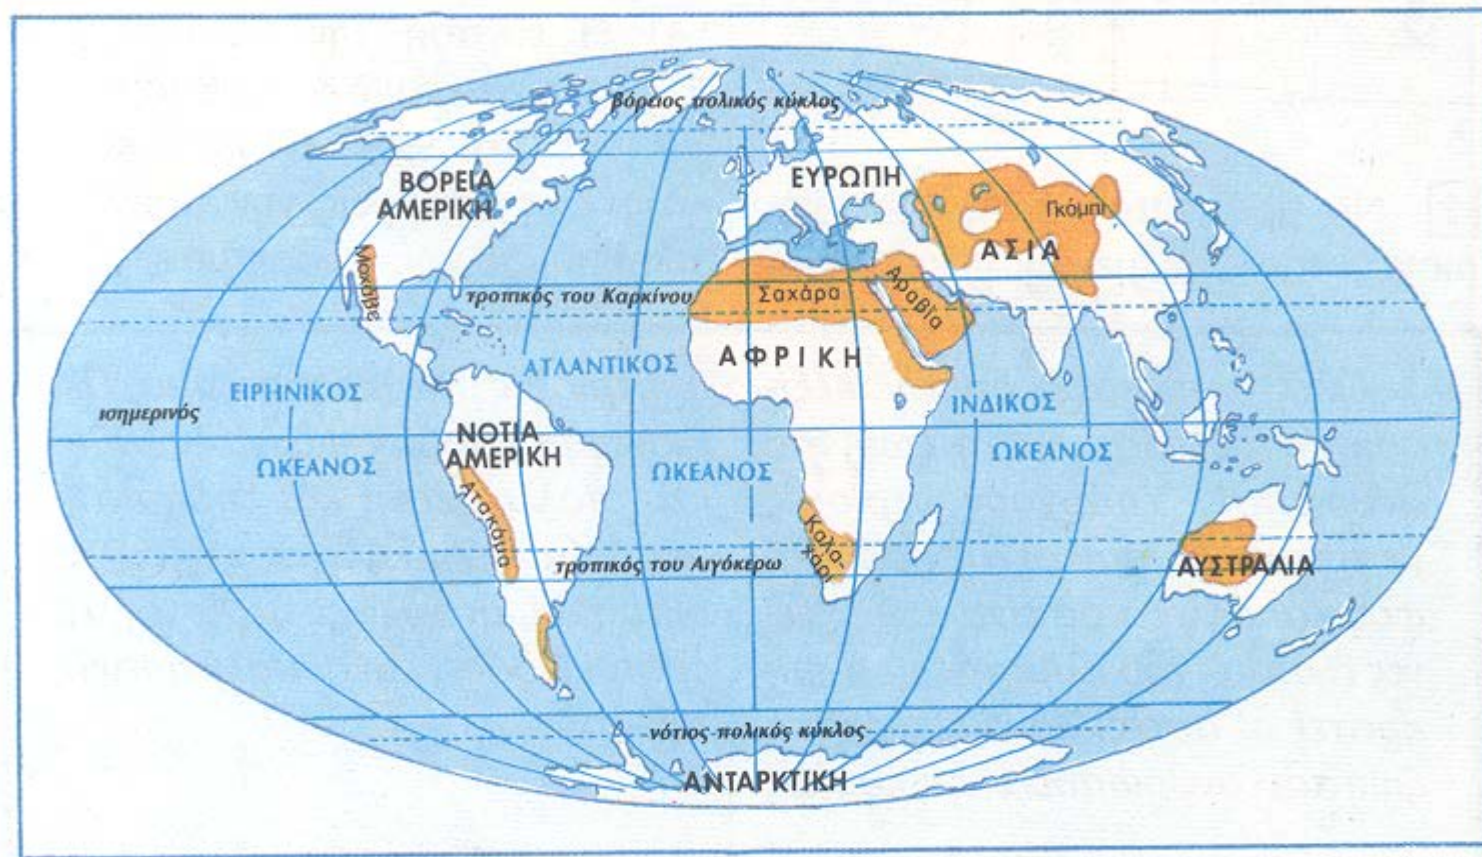 βόρειος πολικός κύκλος
ΒΟΡΕΙΑ
ΑΜΕΡΙΚΗ
ΕΥΡΩΠΗ
Γκόμπι
ΑΣΙΑ
Μοχάβε
τροπικός του Καρκίνου
Σαχάρα
Αραβία
ΑΦΡΙΚΗ
ΑΤΛΑΝΤΙΚΟΣ
ΕΙΡΗΝΙΚΟΣ
ΙΝΔΙΚΟΣ
ισημερινός
ΝΟΤΙΑ
ΑΜΕΡΙΚΗ
ΩΚΕΑΝΟΣ
ΩΚΕΑΝΟΣ
ΩΚΕΑΝΟΣ
Ατακάμα
Καλα-
χάρι
τροπικός του Αιγόκερω
ΑΥΣΤΡΑΛΙΑ
νότιος πολικός κύκλος
ΑΝΤΑΡΚΤΙΚΗ